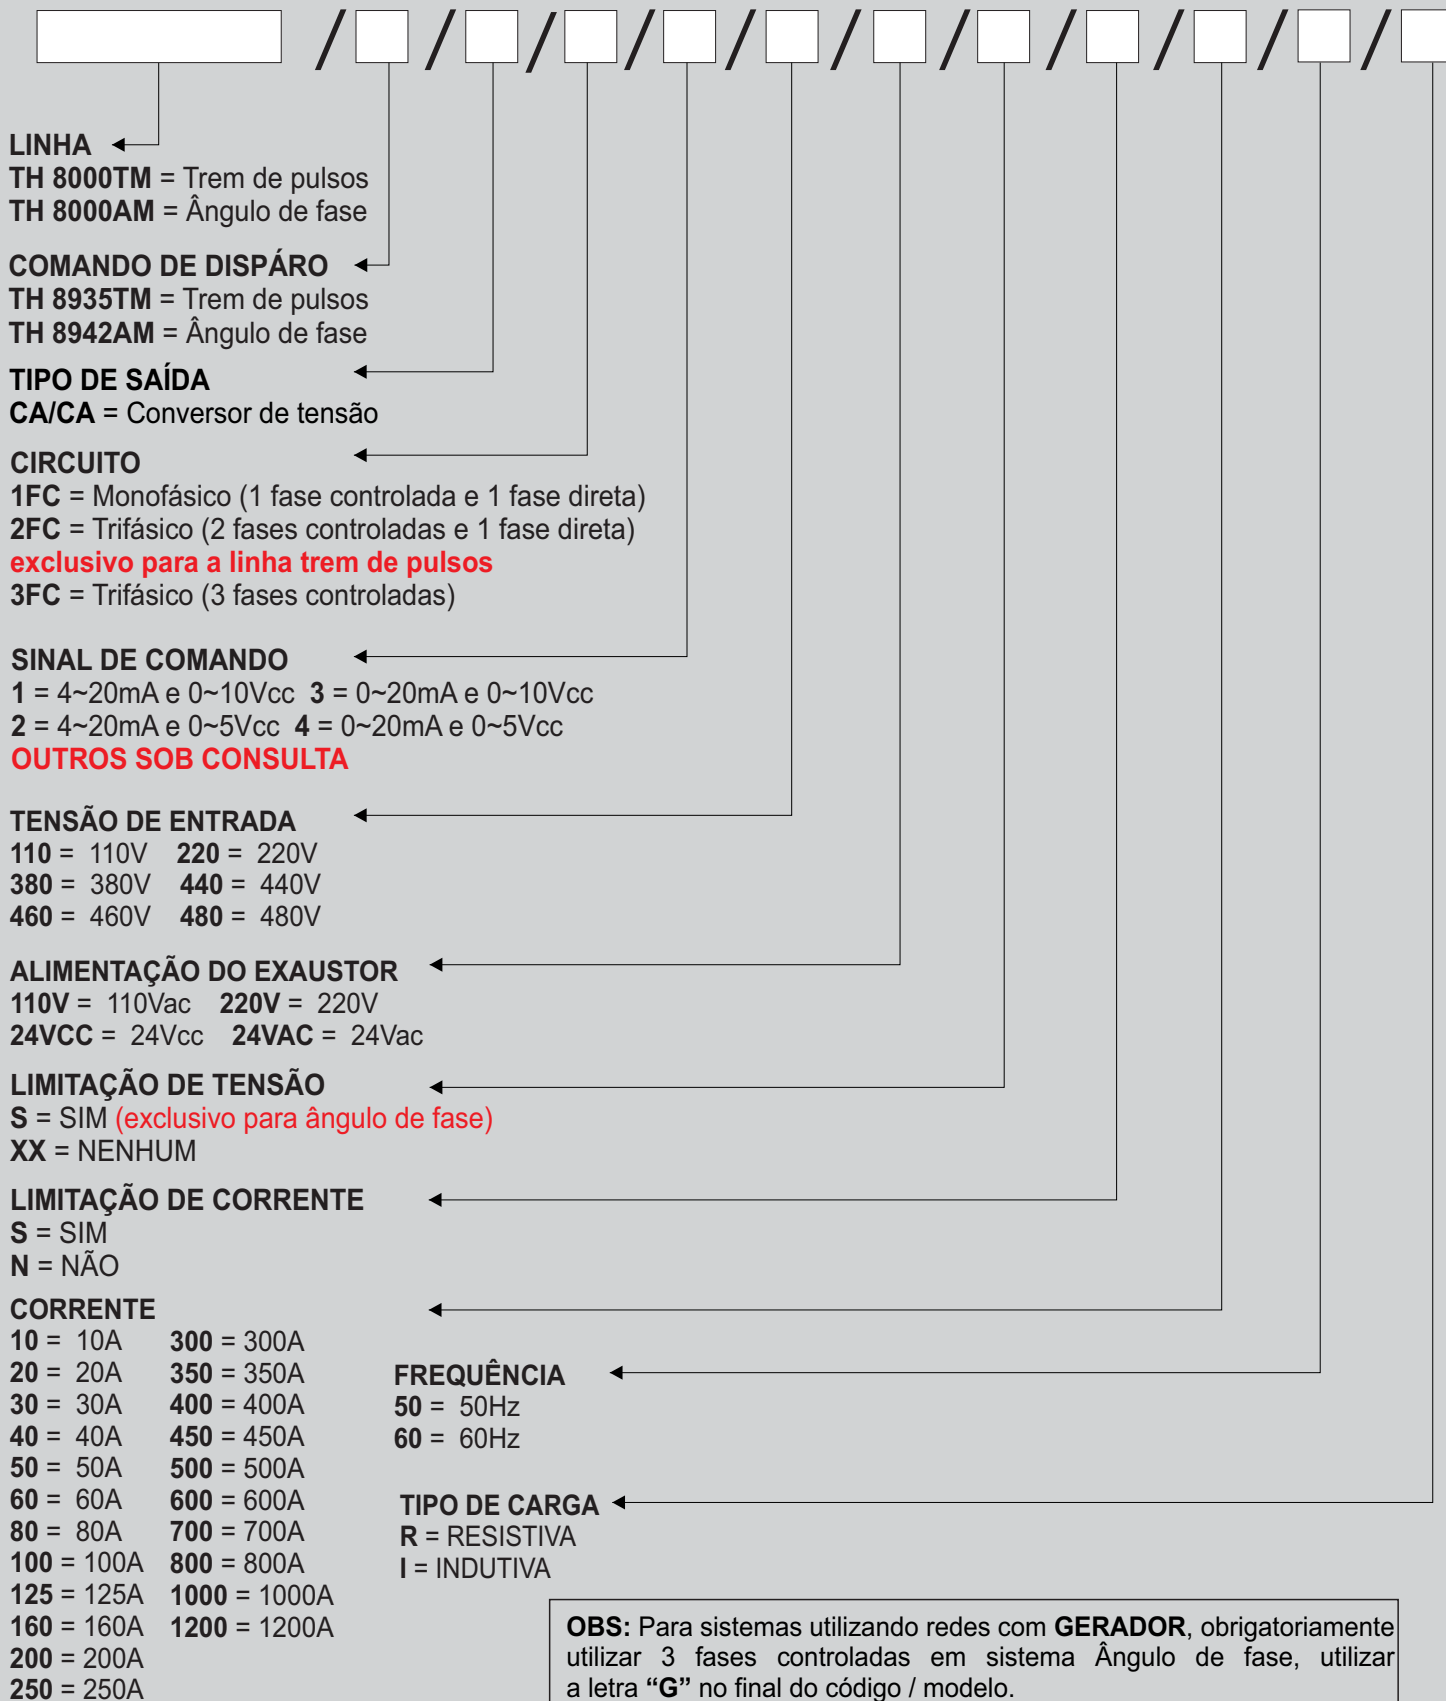 / / / / / / / / / / /
LINHA
TH 8000TM = Trem de pulsos
TH 8000AM = Ângulo de fase
COMANDO DE DISPÁRO
TH 8935TM = Trem de pulsos
TH 8942AM = Ângulo de fase
TIPO DE SAÍDA
CA/CA = Conversor de tensão
CIRCUITO
1FC = Monofásico (1 fase controlada e 1 fase direta)
2FC = Trifásico (2 fases controladas e 1 fase direta)
exclusivo para a linha trem de pulsos
3FC = Trifásico (3 fases controladas)
SINAL DE COMANDO
1 = 4~20mA e 0~10Vcc 3 = 0~20mA e 0~10Vcc
2 = 4~20mA e 0~5Vcc 4 = 0~20mA e 0~5Vcc
OUTROS SOB CONSULTA
TENSÃO DE ENTRADA
110 = 110V 220 = 220V
380 = 380V 440 = 440V
460 = 460V 480 = 480V
ALIMENTAÇÃO DO EXAUSTOR
110V = 110Vac 220V = 220V
24VCC = 24Vcc 24VAC = 24Vac
LIMITAÇÃO DE TENSÃO
S = SIM (exclusivo para ângulo de fase)
XX = NENHUM
LIMITAÇÃO DE CORRENTE
S = SIM
N = NÃO
CORRENTE
10 = 10A 300 = 300A
20 = 20A 350 = 350A
30 = 30A 400 = 400A
40 = 40A 450 = 450A
50 = 50A 500 = 500A
60 = 60A 600 = 600A
80 = 80A 700 = 700A
100 = 100A 800 = 800A
125 = 125A 1000 = 1000A
160 = 160A 1200 = 1200A
200 = 200A
250 = 250A
FREQUÊNCIA
50 = 50Hz
60 = 60Hz
TIPO DE CARGA
R = RESISTIVA
I = INDUTIVA
OBS: Para sistemas utilizando redes com GERADOR, obrigatoriamente
utilizar 3 fases controladas em sistema Ângulo de fase, utilizar
a letra “G” no final do código / modelo.